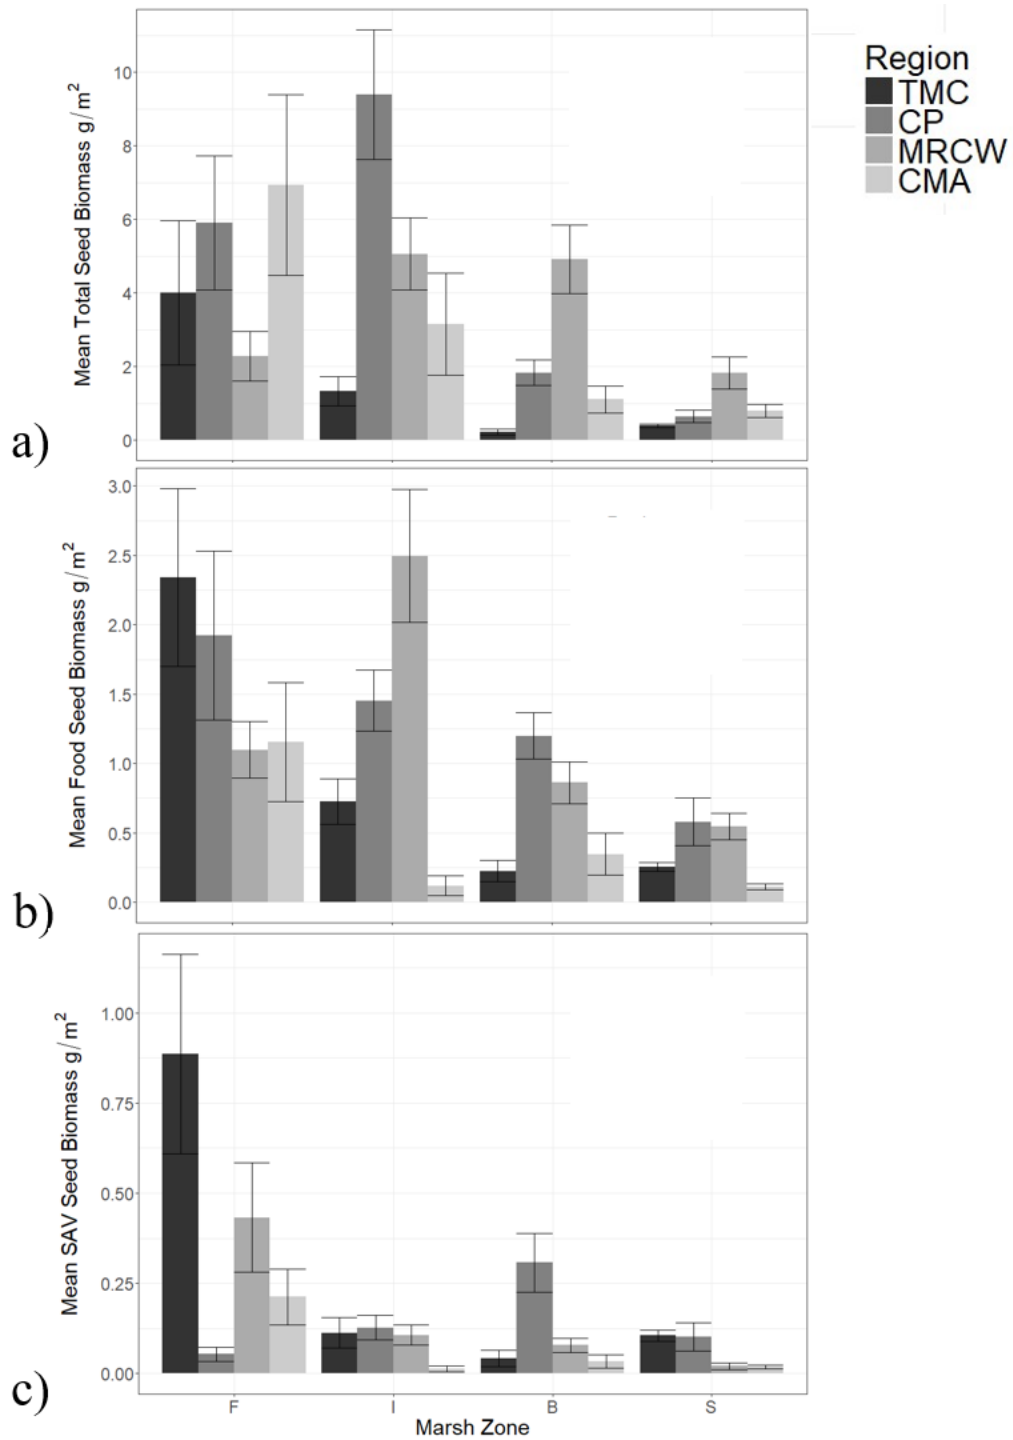 Region
TMC
CP
MRCW
CMA
Mean Total Seed Biomass g/m²
10
8
6
4
2
0
a)
Mean Food Seed Biomass g/m²
3.0
2.5
2.0
1.5
1.0
0.5
0.0
b)
Mean SAV Seed Biomass g/m²
1.00
0.75
0.50
0.25
0.00
c)
F I B S
Marsh Zone